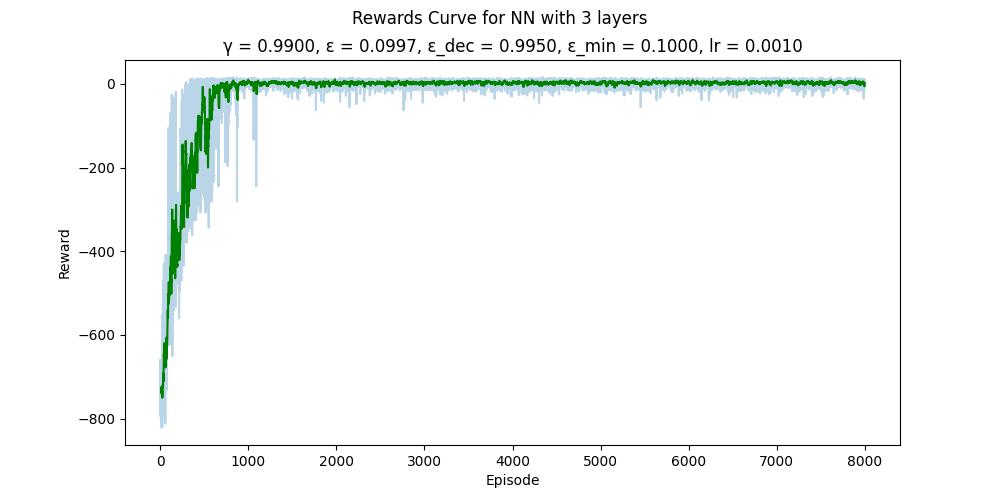 Rewards Curve for NN with 3 layers
γ = 0.9900, ε = 0.0997, ε_dec = 0.9950, ε_min = 0.1000, lr = 0.0010
0
−200
−400
−600
−800
Reward
0 1000 2000 3000 4000 5000 6000 7000 8000
Episode